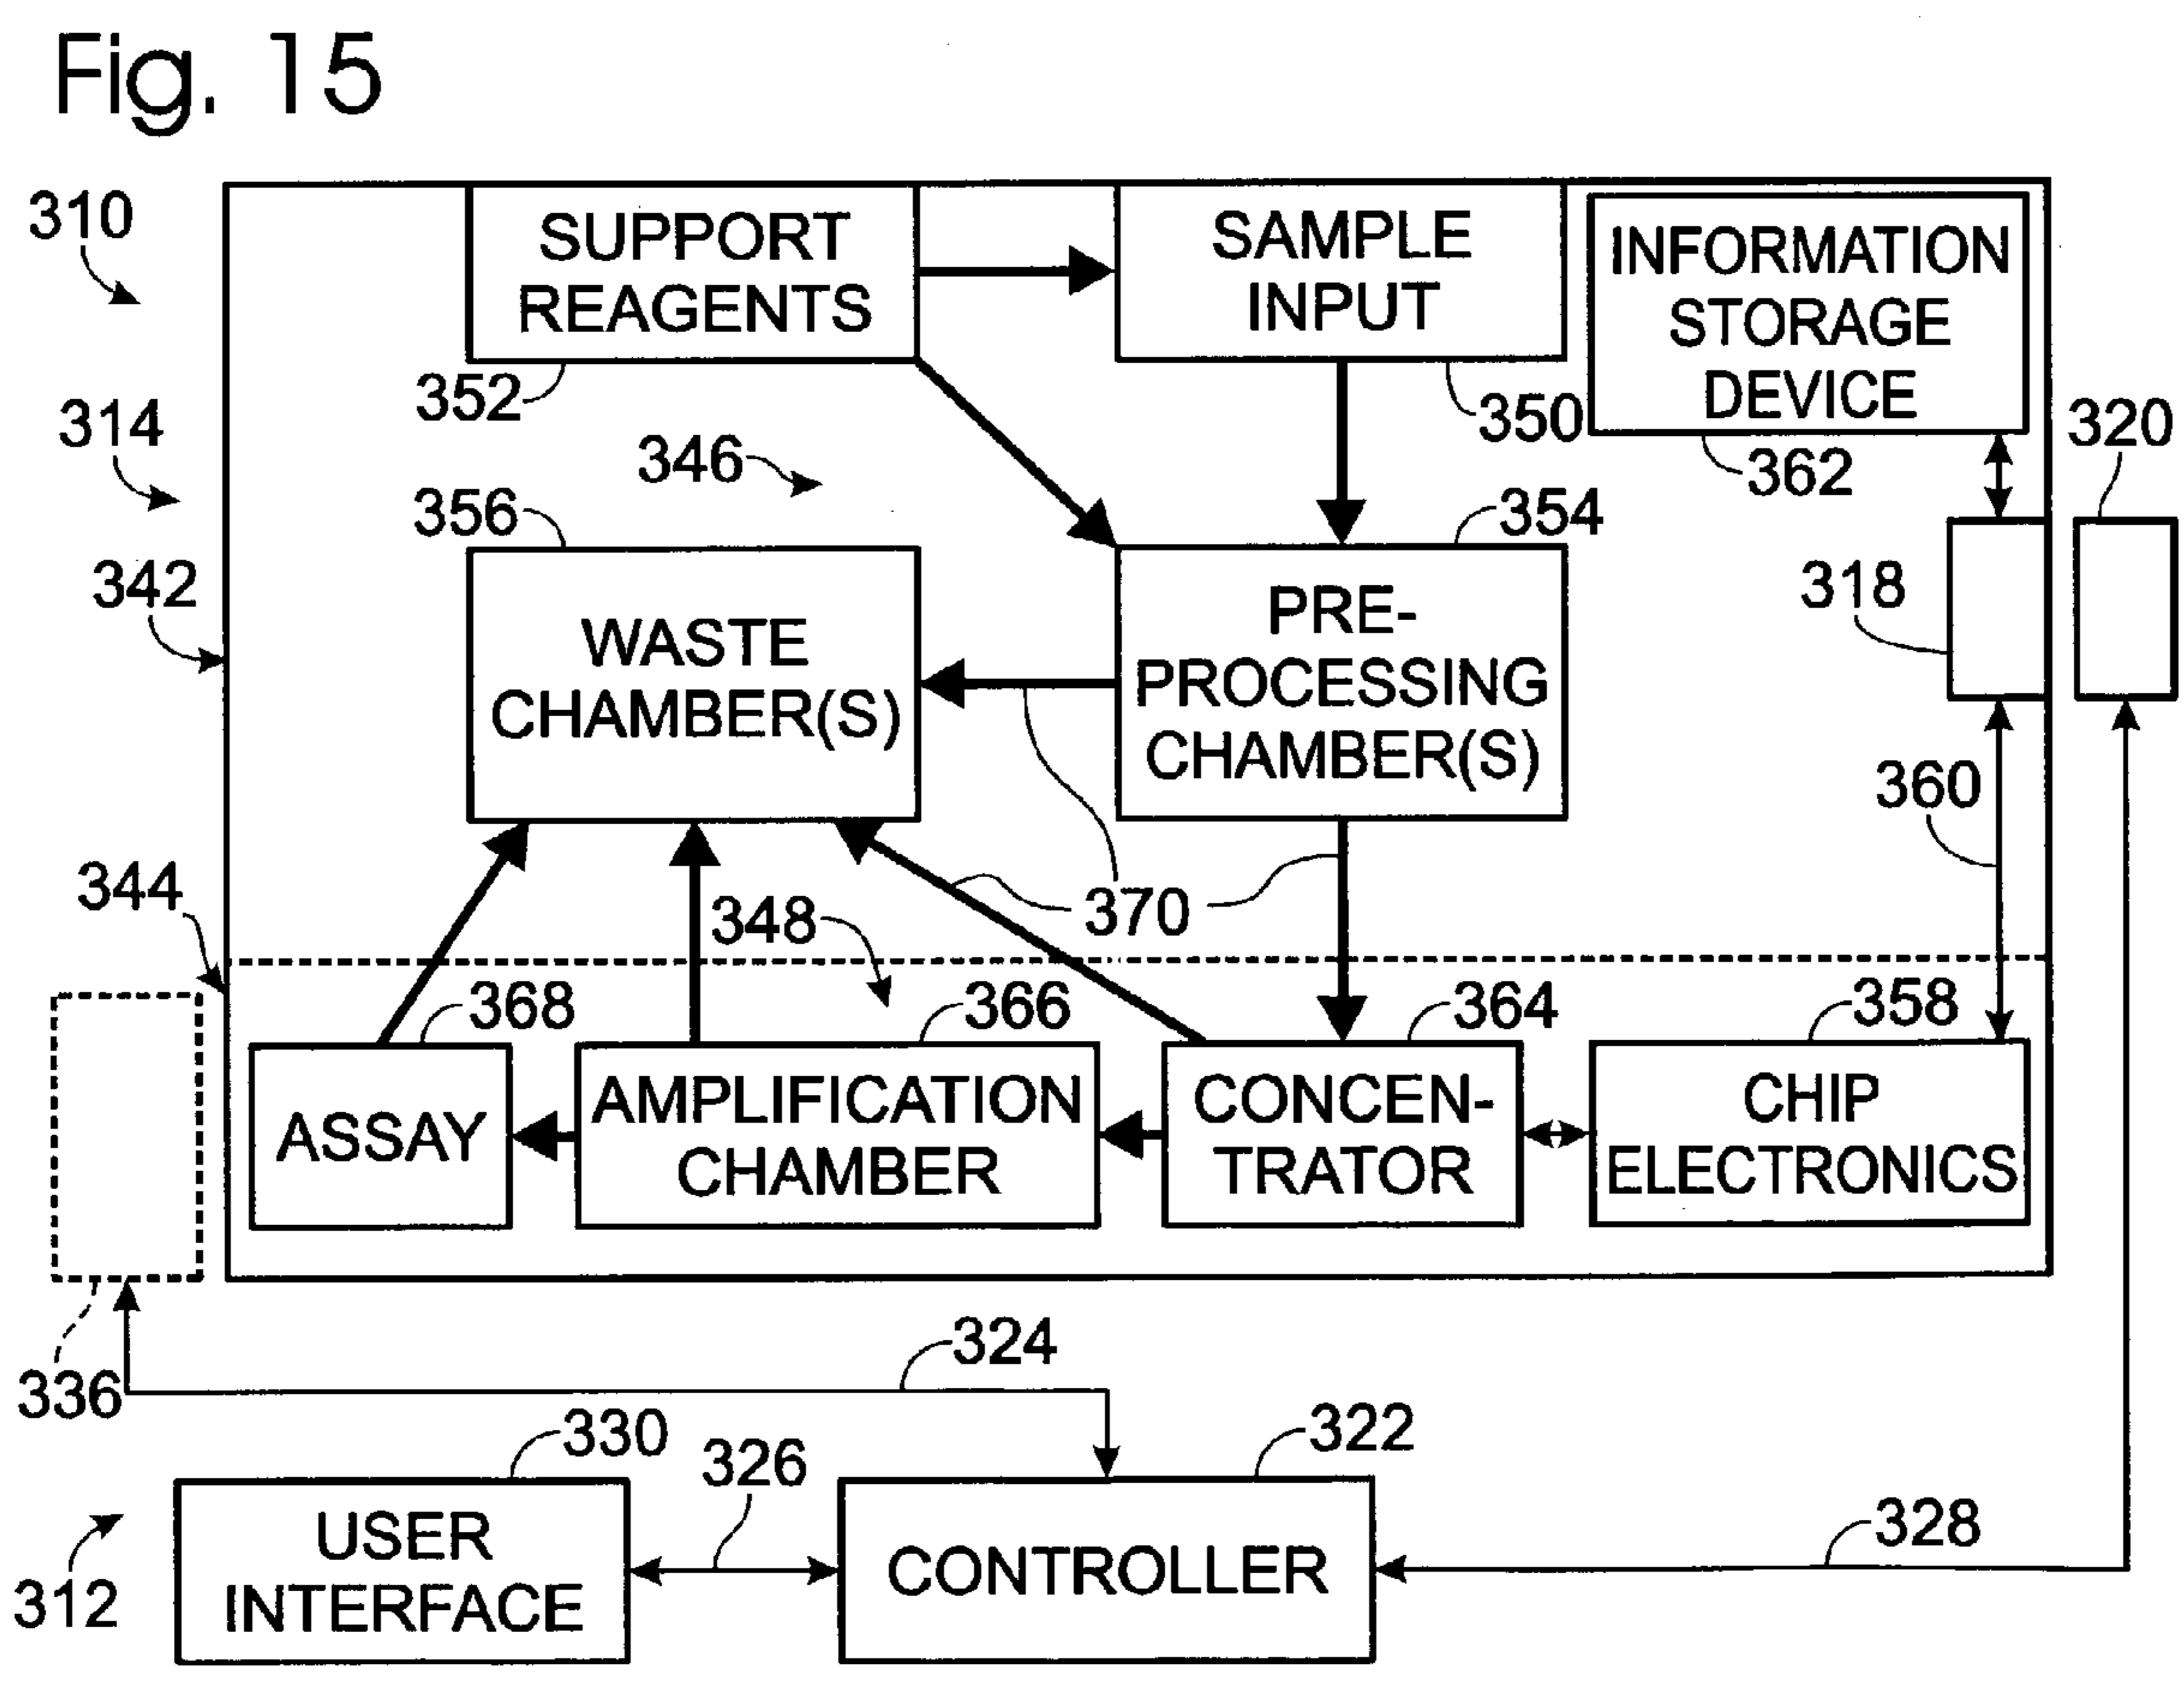 Fig. 15
310
SUPPORT
REAGENTS
352
SAMPLE
INPUT
350
INFORMATION
STORAGE
DEVICE
362
320
314
346
356
354
342
WASTE
CHAMBER(S)
PRE-
PROCESSING
CHAMBER(S)
318
360
344
348
370
368
366
364
358
ASSAY
AMPLIFICATION
CHAMBER
CONCEN-
TRATOR
CHIP
ELECTRONICS
336
324
330
326
322
328
312
USER
INTERFACE
CONTROLLER